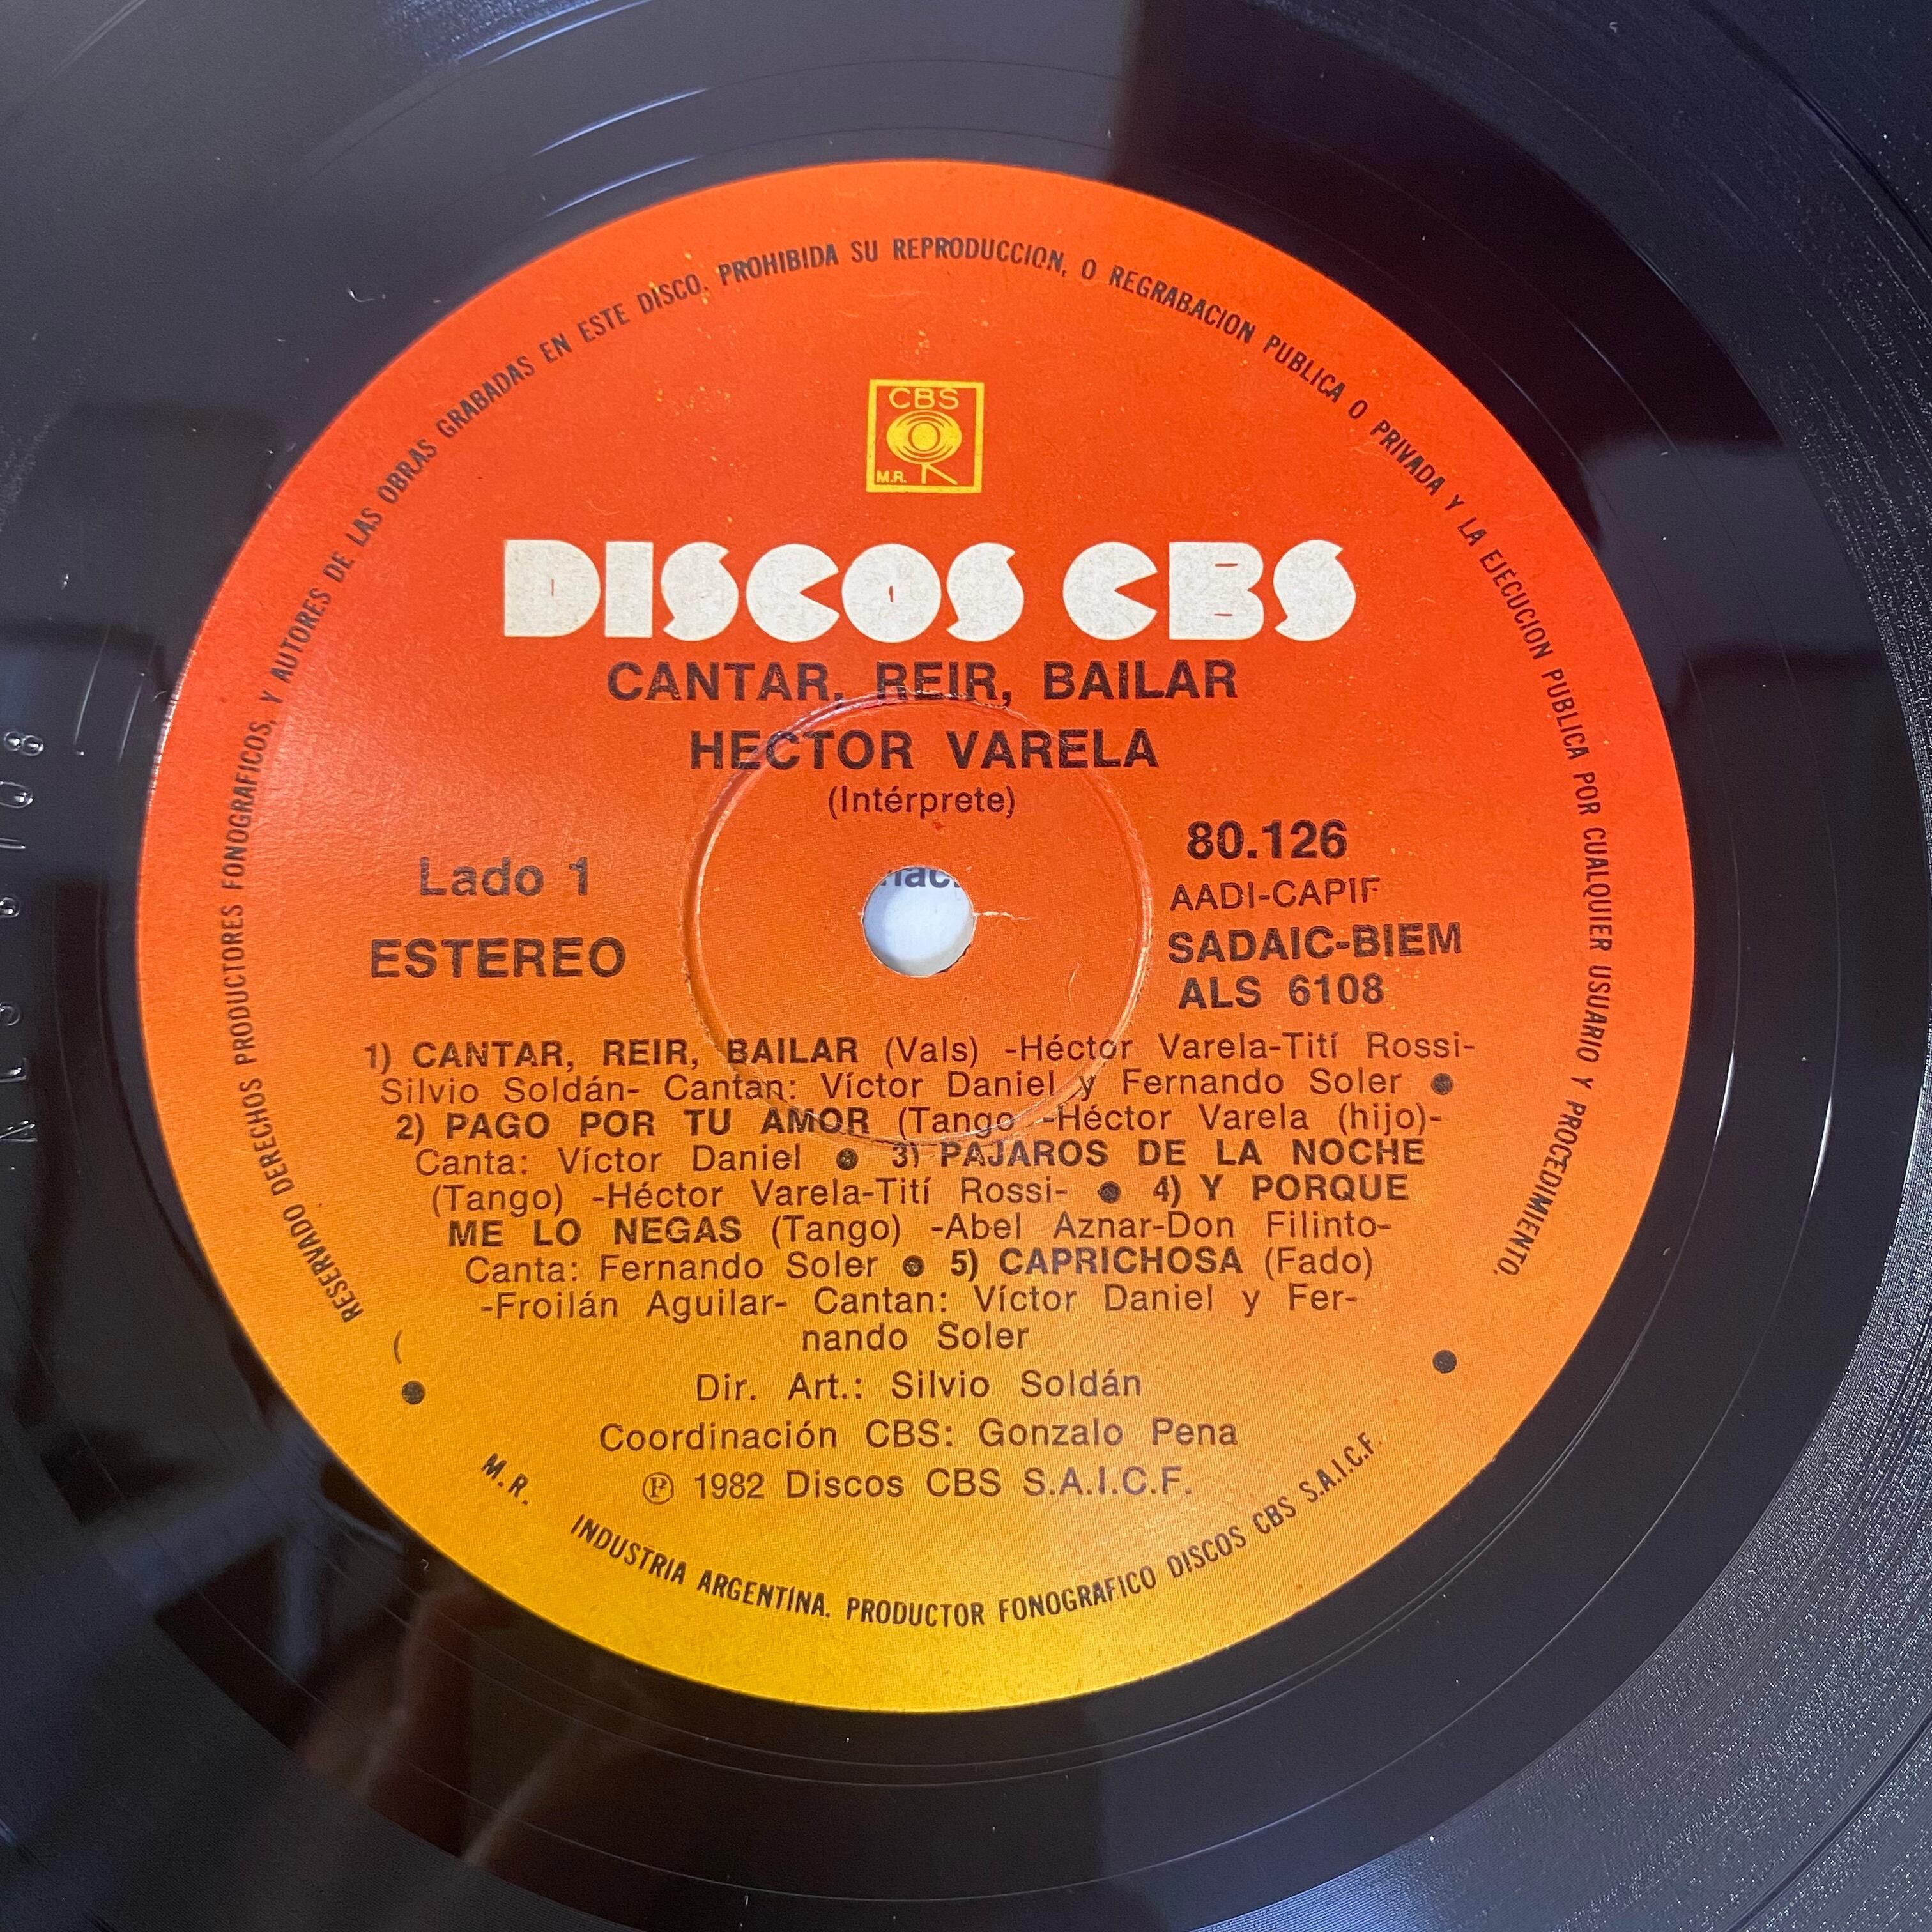 RESERVADO DERECHOS PRODUCTORES FONOGRAFICOS, Y AUTORES DE LAS OBRAS GRABADAS EN ESTE DISCO. PROHIBIDA SU REPRODUCCION, O REGRABACION PUBLICA O PRIVADA Y LA EJECUCION PUBLICA POR CUALQUIER USUARIO Y PROCEDIMIENTO.
CBS
M.R.
DISCOS CBS
CANTAR, REIR, BAILAR
HECTOR VARELA
(Intérprete)
Lado 1
ESTEREO
80.126
AADI-CAPIF
SADAIC-BIEM
ALS 6108
1) CANTAR, REIR, BAILAR (Vals) -Héctor Varela-Tití Rossi-
Silvio Soldán- Cantan: Víctor Daniel y Fernando Soler ●
2) PAGO POR TU AMOR (Tango -Héctor Varela (hijo)-
Canta: Víctor Daniel ● 3) PAJAROS DE LA NOCHE
(Tango) -Héctor Varela-Tití Rossi- ● 4) Y PORQUE
ME LO NEGAS (Tango) -Abel Aznar-Don Filinto-
Canta: Fernando Soler ● 5) CAPRICHOSA (Fado)
-Froilán Aguilar- Cantan: Víctor Daniel y Fer-
nando Soler
Dir. Art.: Silvio Soldán
Coordinación CBS: Gonzalo Pena
℗ 1982 Discos CBS S.A.I.C.F.
M.R. INDUSTRIA ARGENTINA. PRODUCTOR FONOGRAFICO DISCOS CBS S.A.I.C.F.
ALS 6108